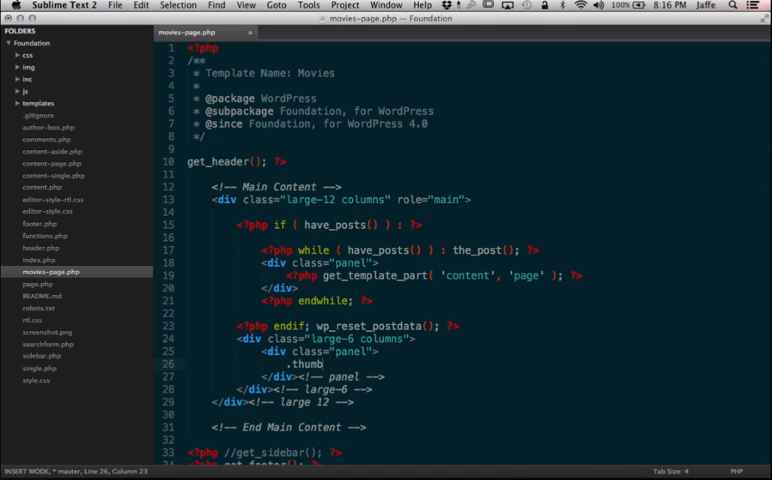 Sublime Text 2 File Edit Selection Find View Goto Tools Project Window Help 100% 8:16 PM Jaffe
movies-page.php — Foundation
FOLDERS
Foundation
css
img
inc
js
templates
.gitignore
author-box.php
comments.php
content-aside.php
content-page.php
content-single.php
content.php
editor-style-rtl.css
editor-style.css
footer.php
functions.php
header.php
index.php
movies-page.php
page.php
README.md
robots.txt
rtl.css
screenshot.png
searchform.php
sidebar.php
single.php
style.css
movies-page.php
1 <?php
2 /**
3 * Template Name: Movies
4 *
5 * @package WordPress
6 * @subpackage Foundation, for WordPress
7 * @since Foundation, for WordPress 4.0
8 */
9
10 get_header(); ?>
11
12 <!-- Main Content -->
13 <div class="large-12 columns" role="main">
14
15 <?php if ( have_posts() ) : ?>
16
17 <?php while ( have_posts() ) : the_post(); ?>
18 <div class="panel">
19 <?php get_template_part( 'content', 'page' ); ?>
20 </div>
21 <?php endwhile; ?>
22
23 <?php endif; wp_reset_postdata(); ?>
24 <div class="large-6 columns">
25 <div class="panel">
26 .thumb
27 </div><!-- panel -->
28 </div><!-- large-6 -->
29 </div><!-- large 12 -->
30
31 <!-- End Main Content -->
32
33 <?php //get_sidebar(); ?>
34 <?php get_footer(); ?>
INSERT MODE, * master, Line 26, Column 23 Tab Size: 4 PHP